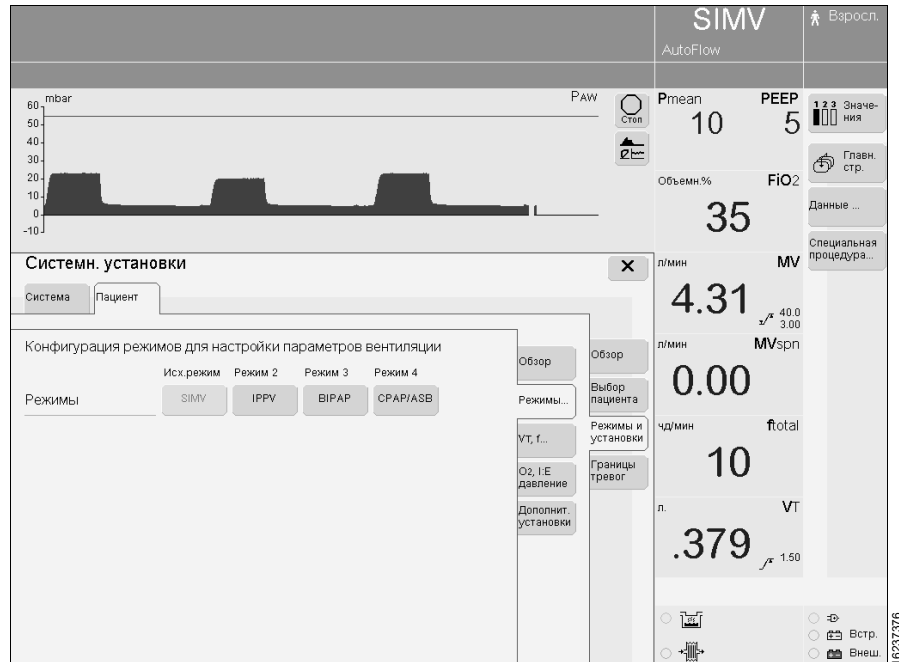 SIMV
AutoFlow
Взросл.
mbar
PAW
60
50
40
30
20
10
0
-10
Стоп
Pmean
PEEP
10
5
1 2 3 Значе-
ния
Главн.
стр.
Объемн.%
FiO2
35
Данные ...
Специальная
процедура...
Системн. установки
Система
Пациент
л/мин
MV
4.31
40.0
3.00
Конфигурация режимов для настройки параметров вентиляции
Исх.режим Режим 2 Режим 3 Режим 4
Режимы
SIMV
IPPV
BIPAP
CPAP/ASB
Обзор
Режимы...
VT, f...
O2, I:E
давление
Дополнит.
установки
Обзор
Выбор
пациента
Режимы и
установки
Границы
тревог
л/мин
MVspn
0.00
чд/мин
ftotal
10
л.
VT
.379
1.50
Встр.
Внеш.
16237376